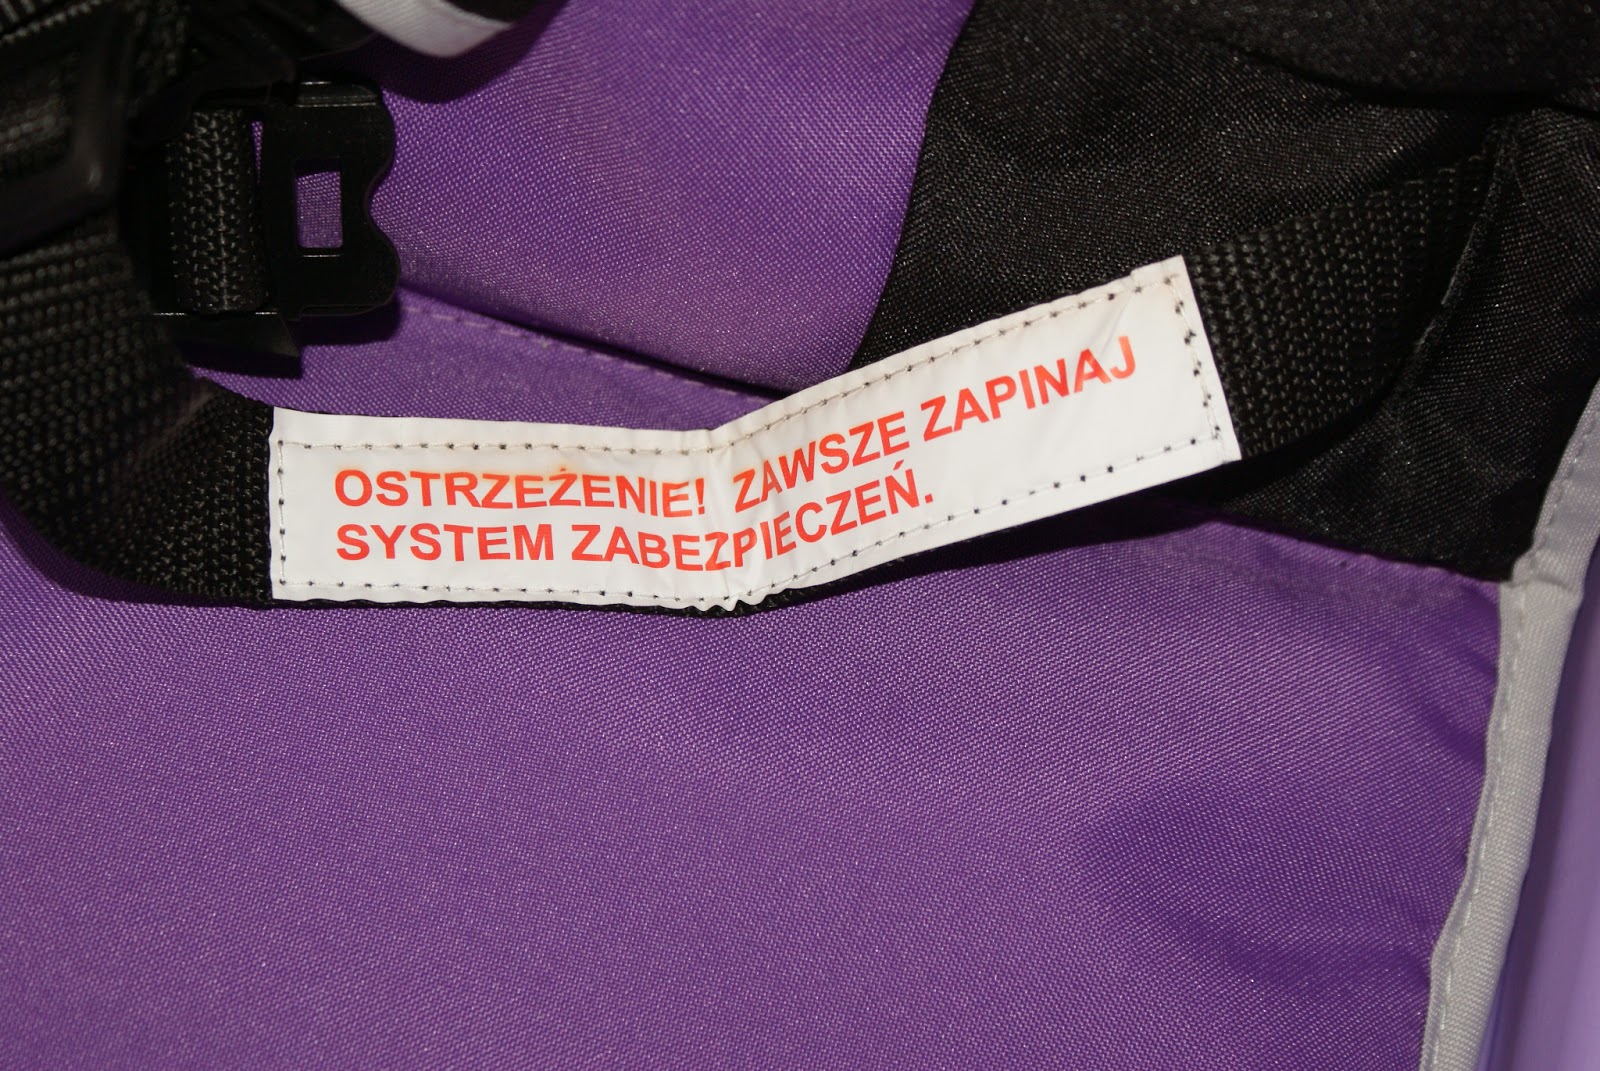 OSTRZEŻENIE! ZAWSZE ZAPINAJ
SYSTEM ZABEZPIECZEŃ.